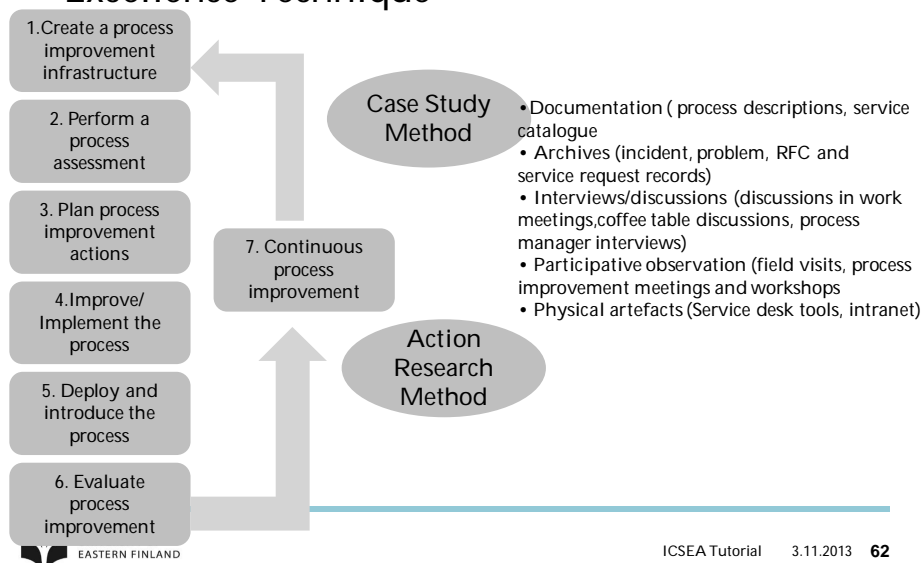 1.Create a process
improvement
infrastructure
2. Perform a
process
assessment
3. Plan process
improvement
actions
4.Improve/
Implement the
process
5. Deploy and
introduce the
process
6. Evaluate
process
improvement
7. Continuous
process
improvement
Case Study
Method
Action
Research
Method
•Documentation ( process descriptions, service
catalogue
• Archives (incident, problem, RFC and
service request records)
• Interviews/discussions (discussions in work
meetings,coffee table discussions, process
manager interviews)
• Participative observation (field visits, process
improvement meetings and workshops
• Physical artefacts (Service desk tools, intranet)
EASTERN FINLAND
ICSEA Tutorial 3.11.2013 62